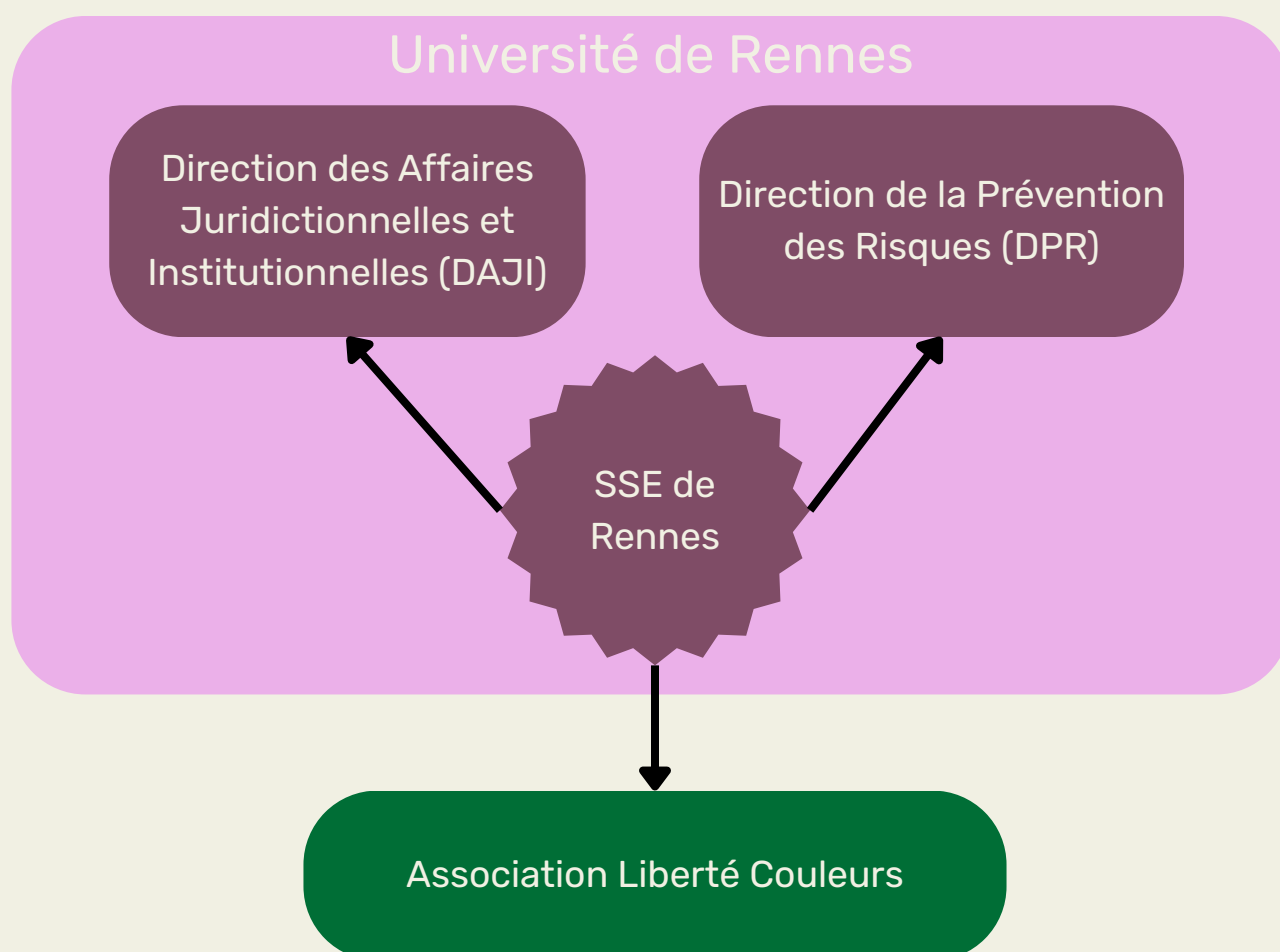 Université de Rennes
Direction des Affaires
Juridictionnelles et
Institutionnelles (DAJI)
Direction de la Prévention
des Risques (DPR)
SSE de
Rennes
Association Liberté Couleurs